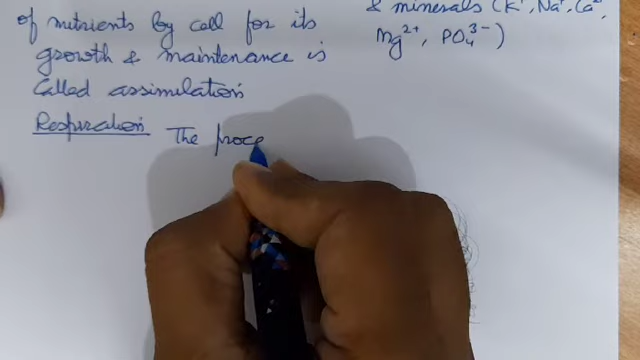 of nutrients by cell for its
growth & maintenance is
called assimilation
Respiration The proce
& minerals (K⁺, Na⁺, Ca²⁺,
Mg²⁺, PO₄³⁻)